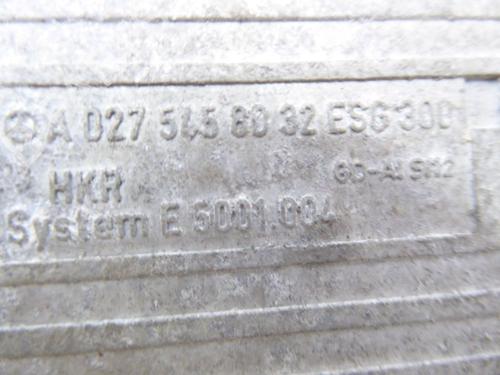 A 027 545 80 32 ESG 300
HKR GD-AlSi12
System E 5001.004